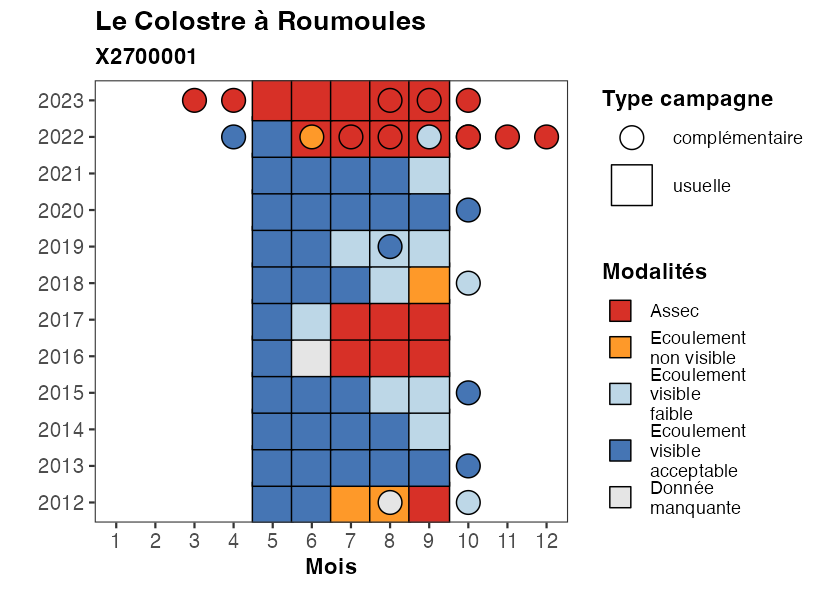 Le Colostre à Roumoules
X2700001
2023
2022
2021
2020
2019
2018
2017
2016
2015
2014
2013
2012
1 2 3 4 5 6 7 8 9 10 11 12
Mois
Type campagne
complémentaire
usuelle
Modalités
Assec
Ecoulement
non visible
Ecoulement
visible
faible
Ecoulement
visible
acceptable
Donnée
manquante